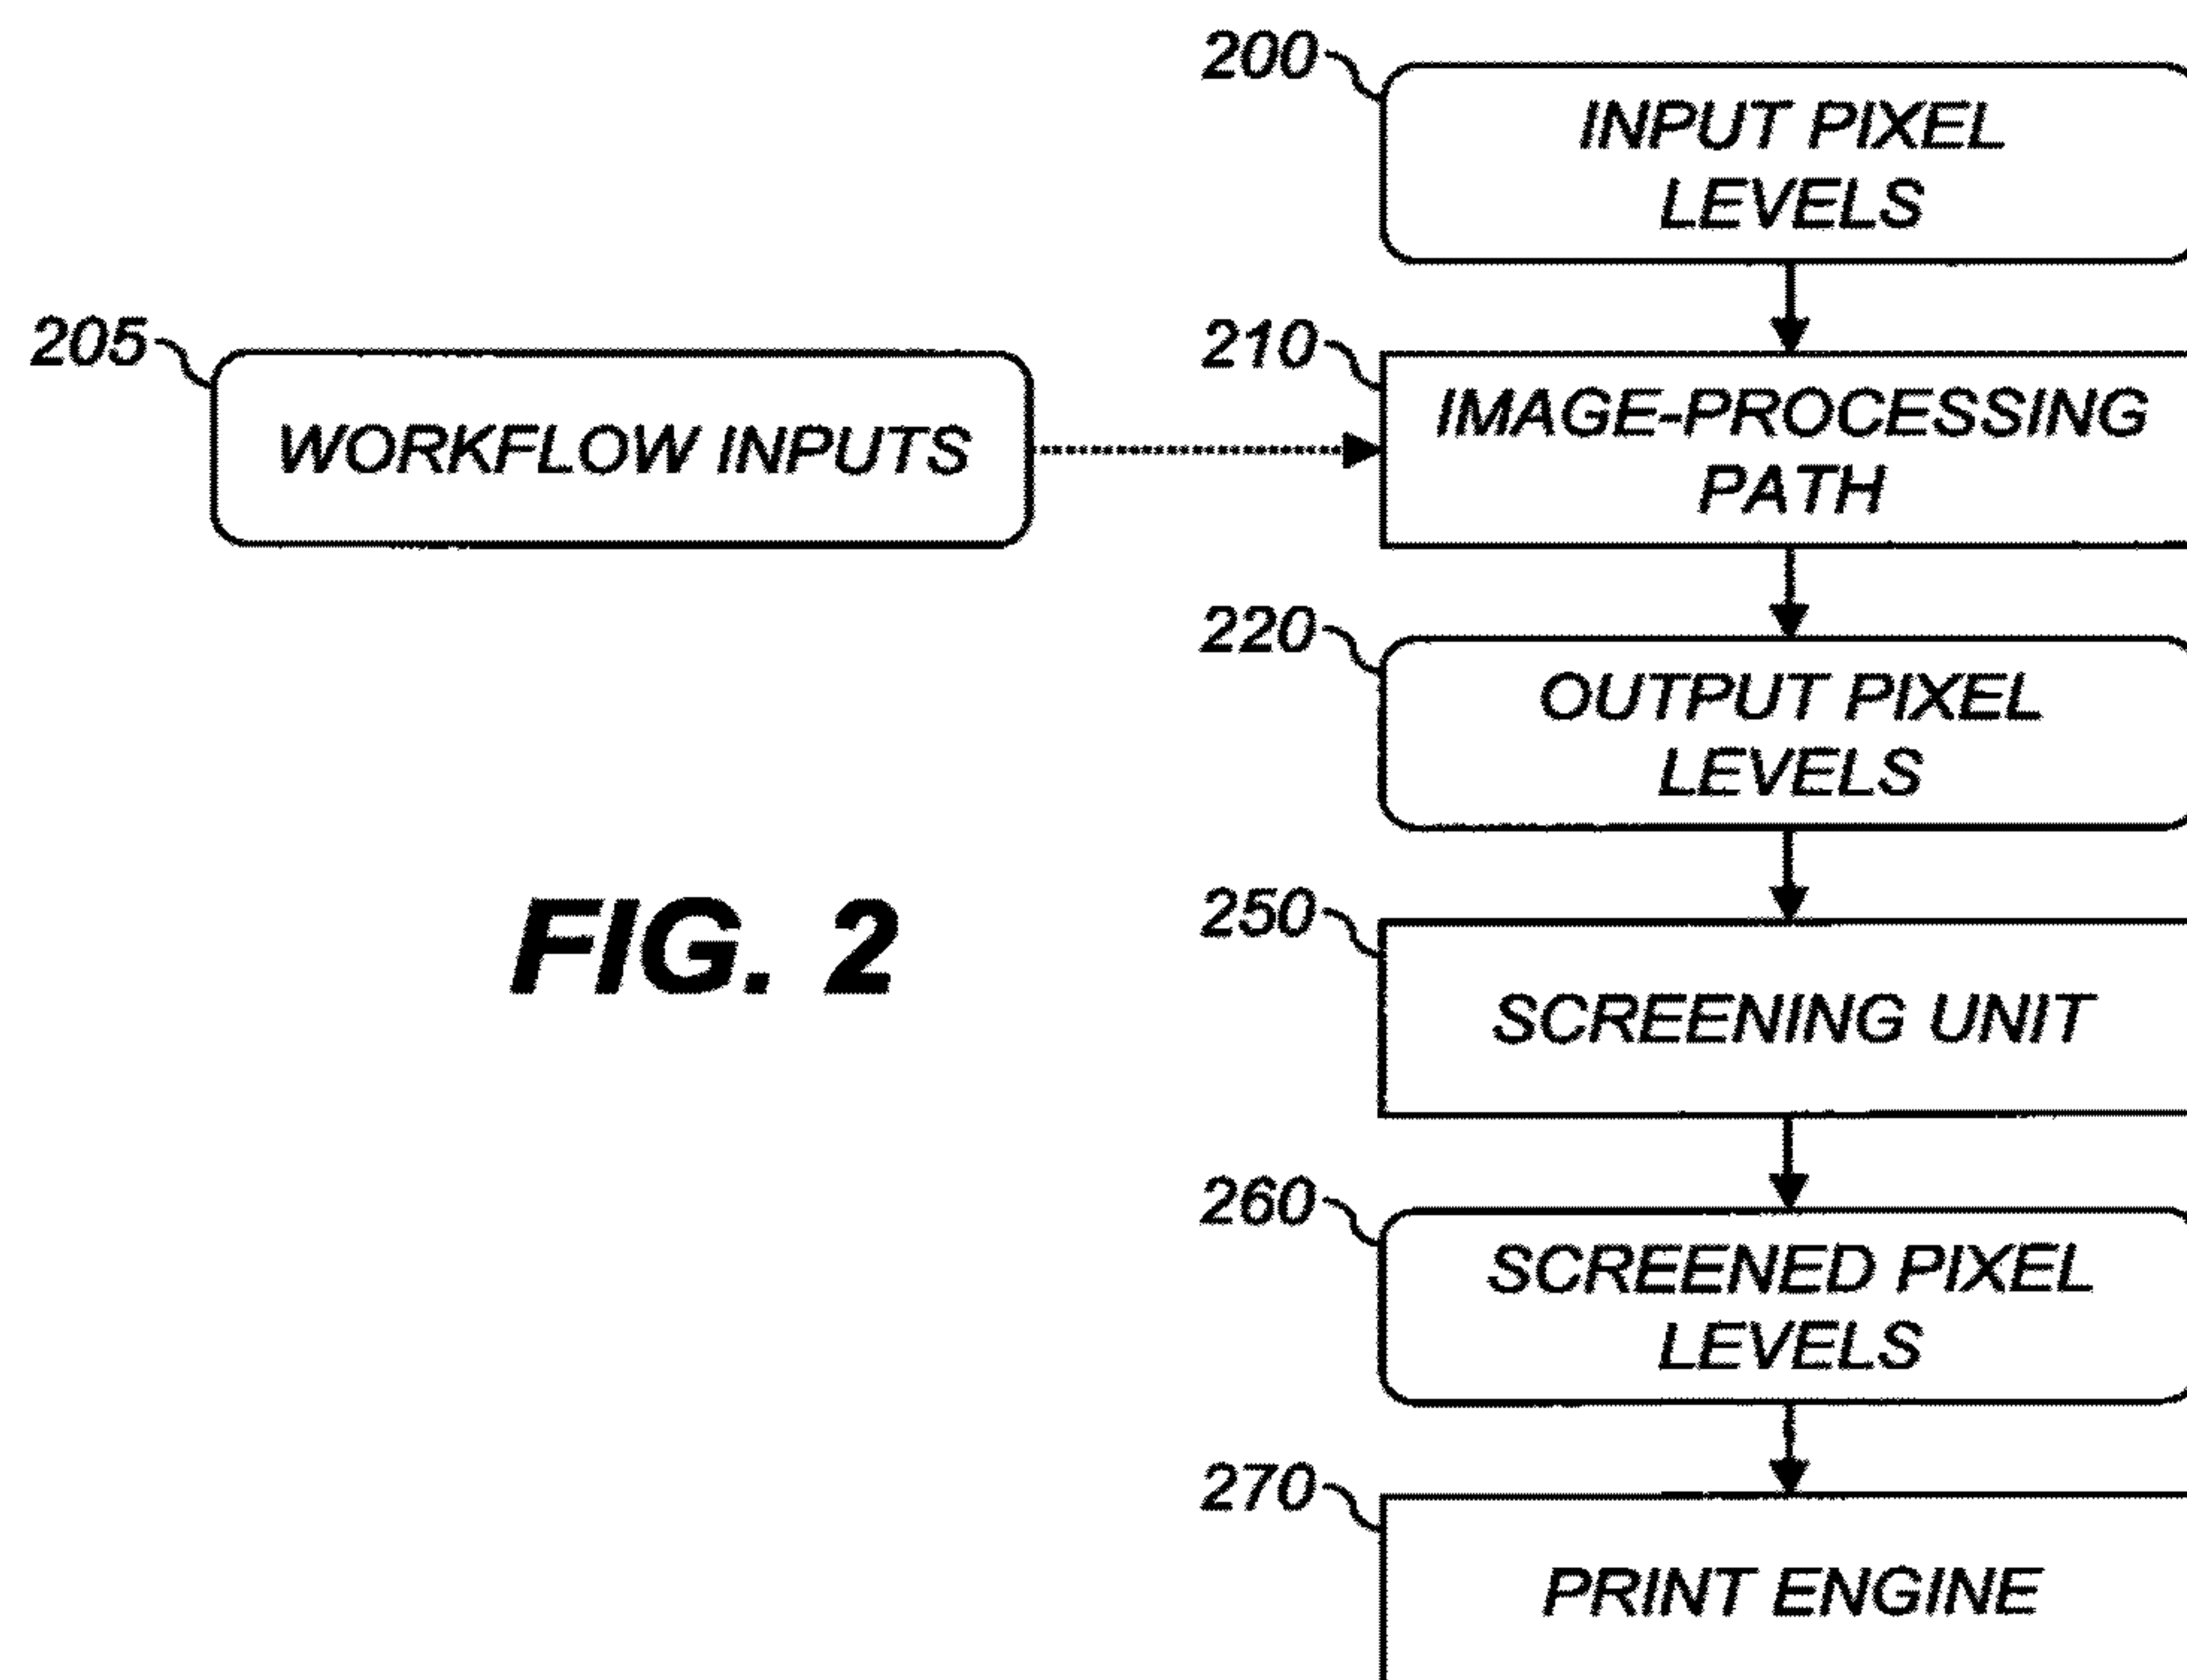 200
INPUT PIXEL
LEVELS
205
WORKFLOW INPUTS
210
IMAGE-PROCESSING
PATH
220
OUTPUT PIXEL
LEVELS
FIG. 2
250
SCREENING UNIT
260
SCREENED PIXEL
LEVELS
270
PRINT ENGINE